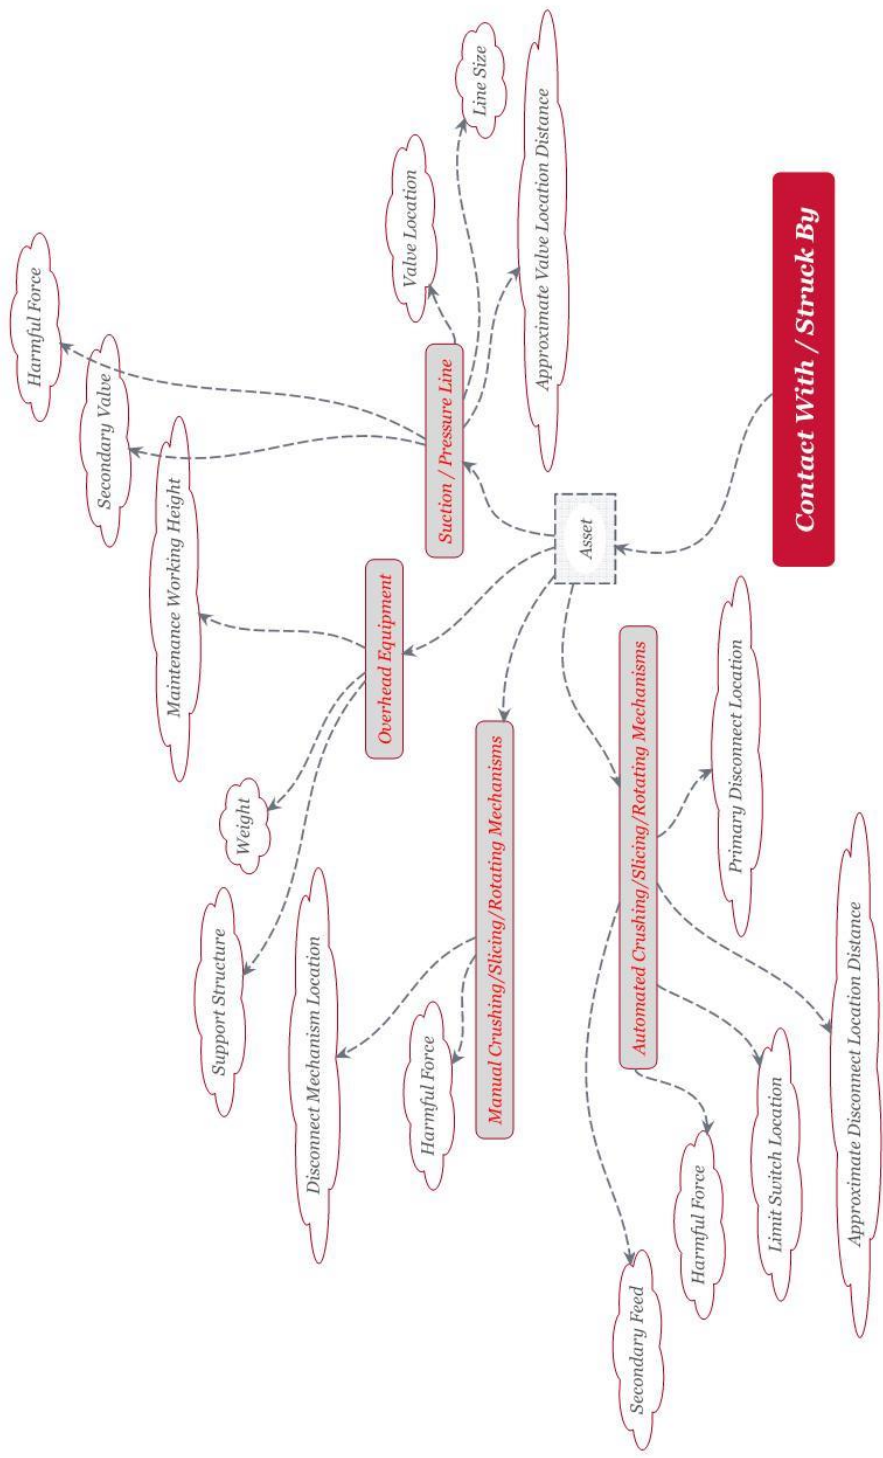 Contact With / Struck By
Asset
Suction / Pressure Line
Harmful Force
Secondary Valve
Valve Location
Line Size
Approximate Valve Location Distance
Overhead Equipment
Maintenance Working Height
Weight
Support Structure
Manual Crushing/Slicing/Rotating Mechanisms
Disconnect Mechanism Location
Harmful Force
Automated Crushing/Slicing/Rotating Mechanisms
Secondary Feed
Harmful Force
Limit Switch Location
Approximate Disconnect Location Distance
Primary Disconnect Location